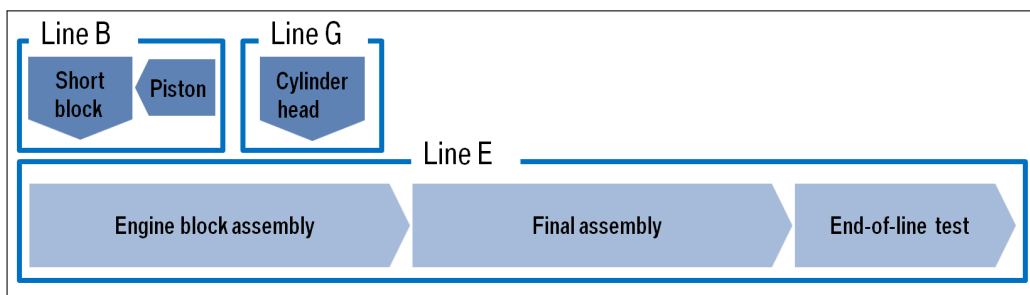 Line B
Line G
Short
block
Piston
Cylinder
head
Line E
Engine block assembly
Final assembly
End-of-line test